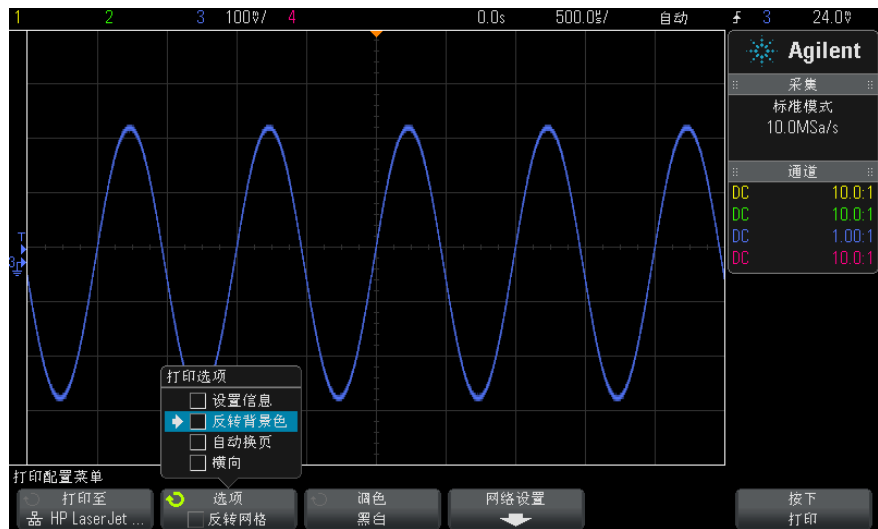 1 2 3 100♉/ 4 0.0s 500.0㎲/ 自动 3 24.0♉
Agilent
采集
标准模式
10.0MSa/s
通道
DC 10.0:1
DC 10.0:1
DC 1.00:1
DC 10.0:1
T
3
打印选项
设置信息
反转背景色
自动换页
横向
打印配置菜单
打印至 选项 调色 网络设置 按下
HP LaserJet ... 反转网格 黑白 打印